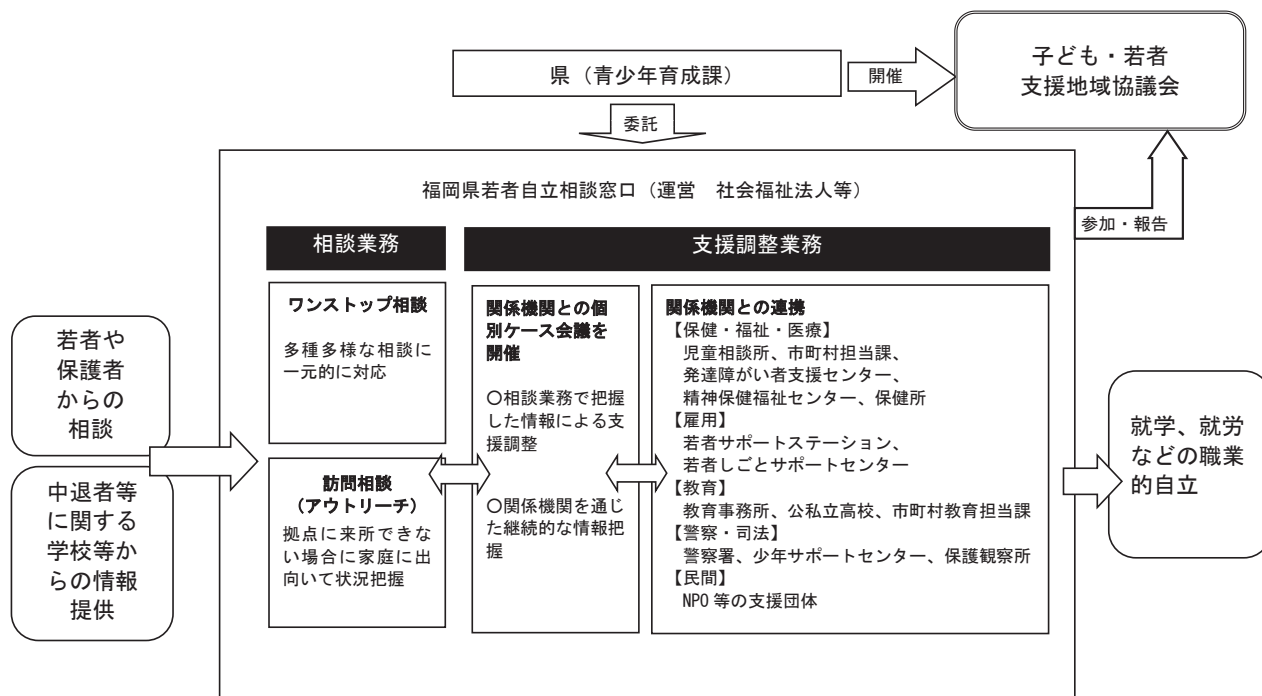 県（青少年育成課）
開催
子ども・若者
支援地域協議会
委託
参加・報告
福岡県若者自立相談窓口（運営　社会福祉法人等）
相談業務
支援調整業務
若者や
保護者
からの
相談
中退者等
に関する
学校等か
らの情報
提供
ワンストップ相談
多種多様な相談に
一元的に対応
訪問相談
（アウトリーチ）
拠点に来所できな
い場合に家庭に出
向いて状況把握
関係機関との個
別ケース会議を
開催
○相談業務で把握
した情報による支
援調整
○関係機関を通じ
た継続的な情報把
握
関係機関との連携
【保健・福祉・医療】
児童相談所、市町村担当課、
発達障がい者支援センター、
精神保健福祉センター、保健所
【雇用】
若者サポートステーション、
若者しごとサポートセンター
【教育】
教育事務所、公私立高校、市町村教育担当課
【警察・司法】
警察署、少年サポートセンター、保護観察所
【民間】
NPO 等の支援団体
就学、就労
などの職業
的自立